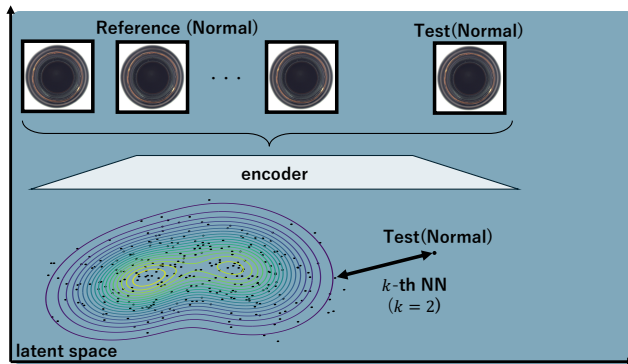 Reference (Normal)
Test(Normal)
. . .
encoder
Test(Normal)
k-th NN
(k = 2)
latent space